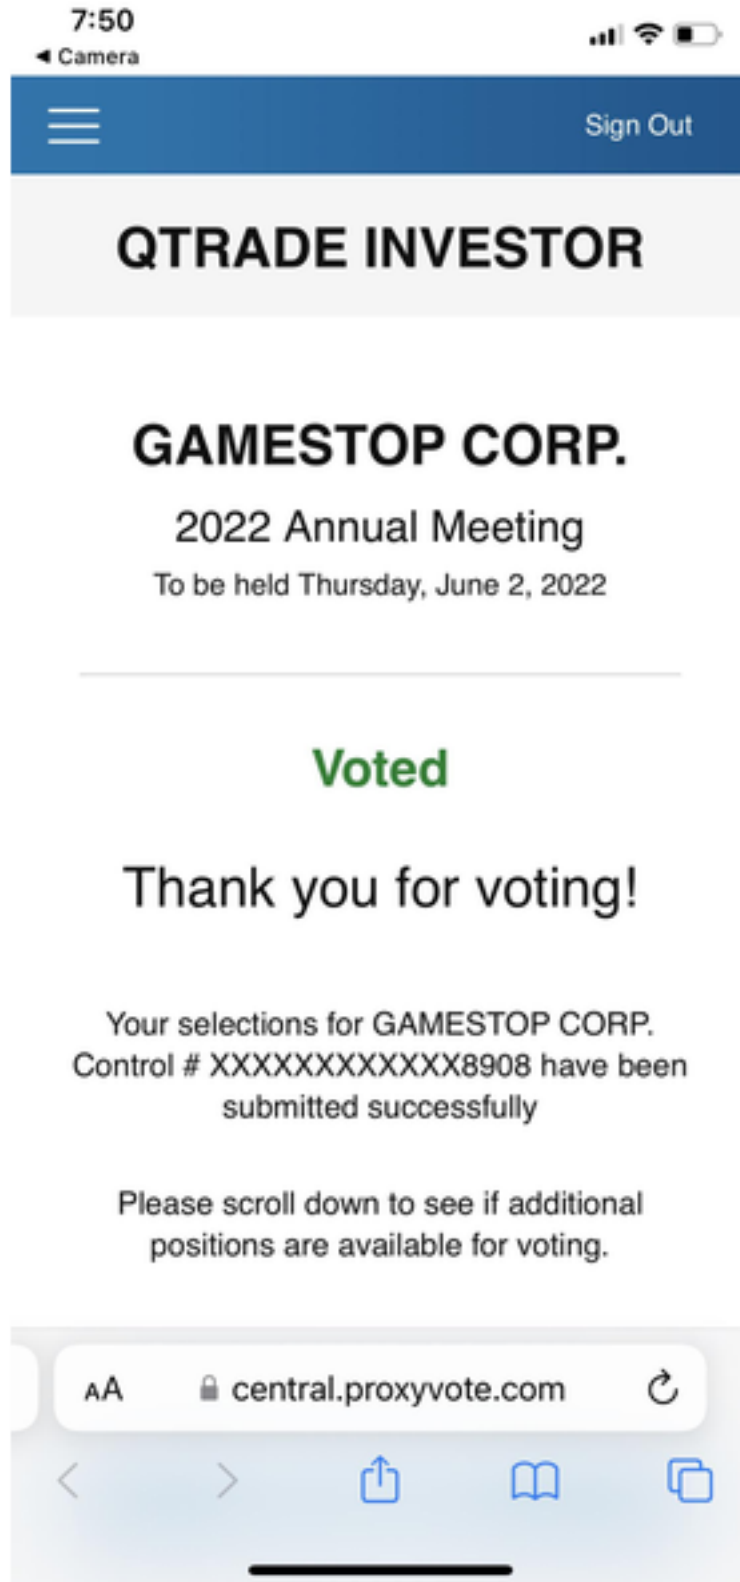 7:50
◀ Camera
Sign Out
QTRADE INVESTOR
GAMESTOP CORP.
2022 Annual Meeting
To be held Thursday, June 2, 2022
Voted
Thank you for voting!
Your selections for GAMESTOP CORP.
Control # XXXXXXXXXXXX8908 have been
submitted successfully
Please scroll down to see if additional
positions are available for voting.
AA central.proxyvote.com